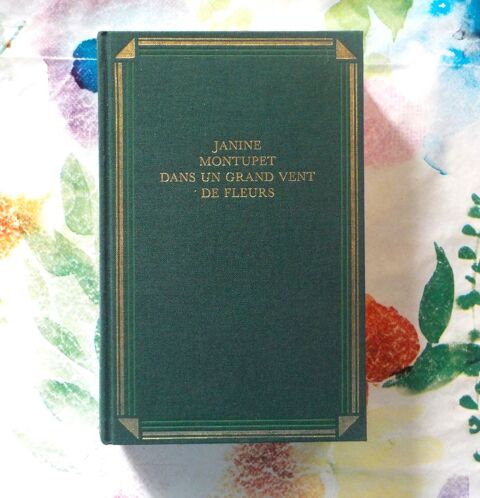 JANINE
MONTUPET
DANS UN GRAND VENT
DE FLEURS